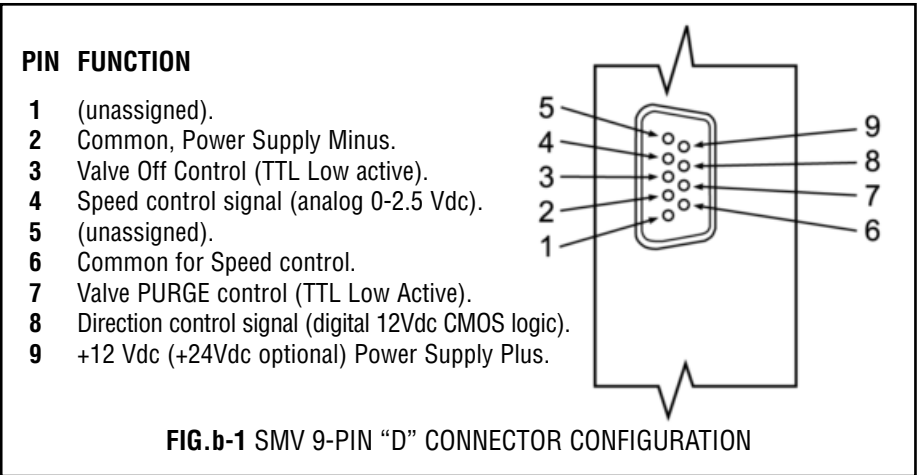 PIN FUNCTION
1 (unassigned).
2 Common, Power Supply Minus.
3 Valve Off Control (TTL Low active).
4 Speed control signal (analog 0-2.5 Vdc).
5 (unassigned).
6 Common for Speed control.
7 Valve PURGE control (TTL Low Active).
8 Direction control signal (digital 12Vdc CMOS logic).
9 +12 Vdc (+24Vdc optional) Power Supply Plus.
5
4
3
2
1
9
8
7
6
FIG.b-1 SMV 9-PIN “D” CONNECTOR CONFIGURATION